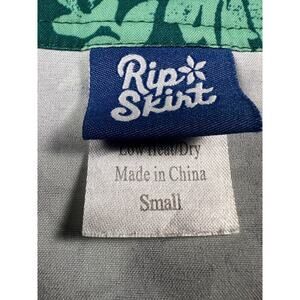 Rip
Skirt
Low Heat/Dry
Made in China
Small